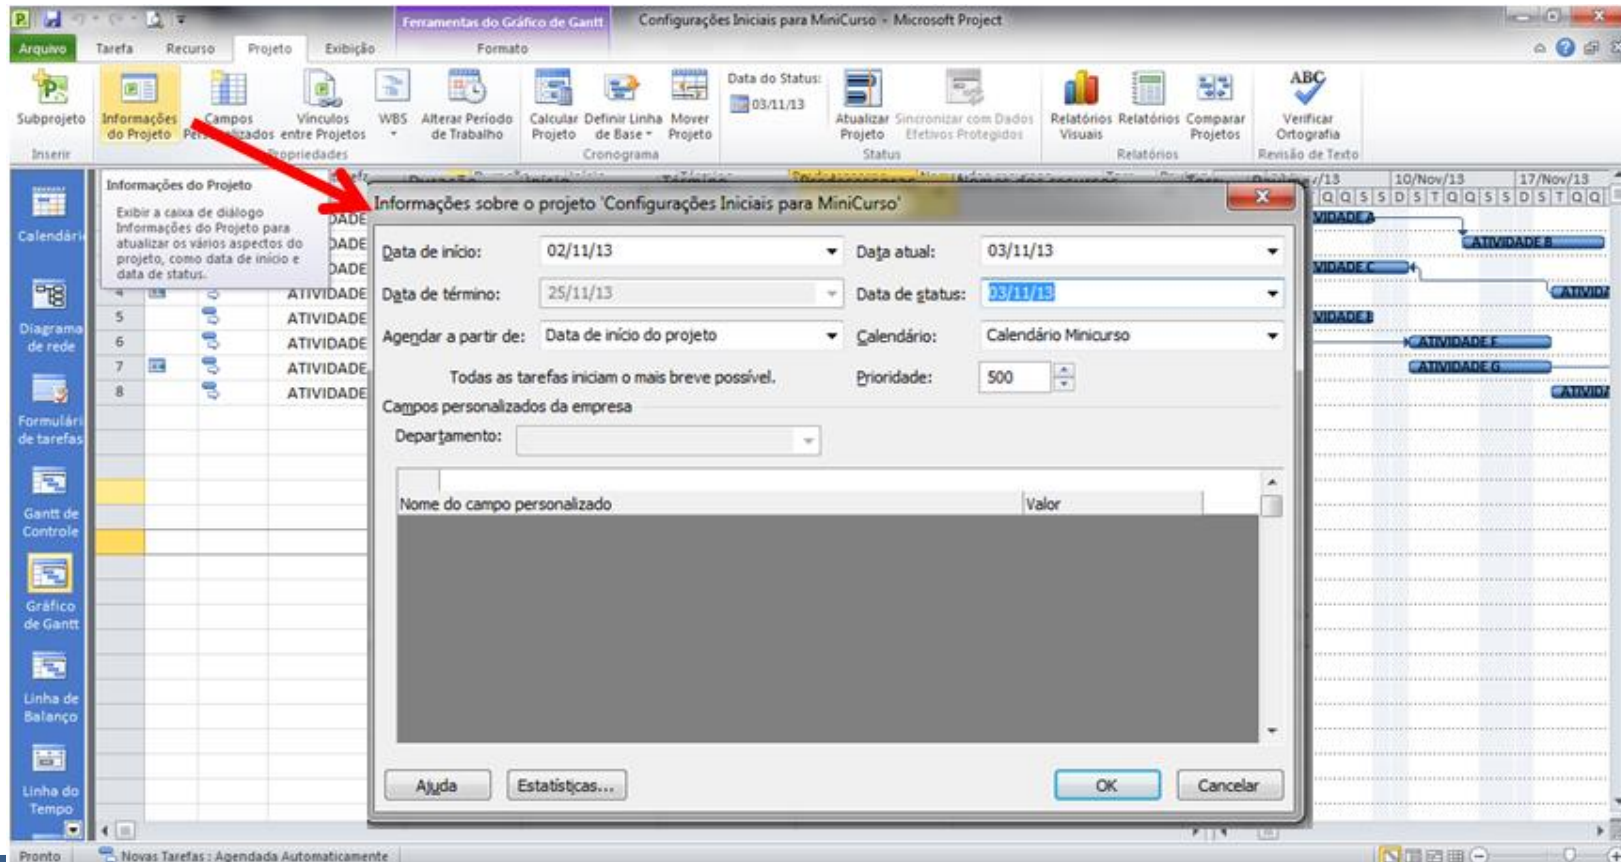 Ferramentas do Gráfico de Gantt
Configurações Iniciais para MiniCurso - Microsoft Project
Arquivo Tarefa Recurso Projeto Exibição Formato
Subprojeto
Informações do Projeto
Campos
Vínculos entre Projetos
WBS
Alterar Período de Trabalho
Calcular Projeto
Definir Linha de Base
Mover Projeto
Data do Status:
03/11/13
Atualizar Projeto
Sincronizar com Dados Efetivos Protegidos
Relatórios Visuais
Relatórios
Comparar Projetos
ABC
Verificar Ortografia
Inserir Cronograma Status Relatórios Revisão de Texto
Informações do Projeto
Exibir a caixa de diálogo
Informações do Projeto para
atualizar os vários aspectos do
projeto, como data de início e
data de status.
Informações sobre o projeto 'Configurações Iniciais para MiniCurso'
Data de início: 02/11/13 Data atual: 03/11/13
Data de término: 25/11/13 Data de status: 03/11/13
Agendar a partir de: Data de início do projeto Calendário: Calendário Minicurso
Todas as tarefas iniciam o mais breve possível. Prioridade: 500
Campos personalizados da empresa
Departamento:
Nome do campo personalizado Valor
Ajuda Estatísticas... OK Cancelar
4 ATIVIDADE
5 ATIVIDADE
6 ATIVIDADE
7 ATIVIDADE
8 ATIVIDADE
10/Nov/13 17/Nov/13
Q Q S S D S T Q Q S S D S T Q Q
ATIVIDADE B
ATIVIDADE F
ATIVIDADE G
Diagrama
de rede
de tarefas
Gantt de
Controle
Gráfico
de Gantt
Linha de
Balanço
Linha do
Tempo
Pronto Novas Tarefas : Agendada Automaticamente